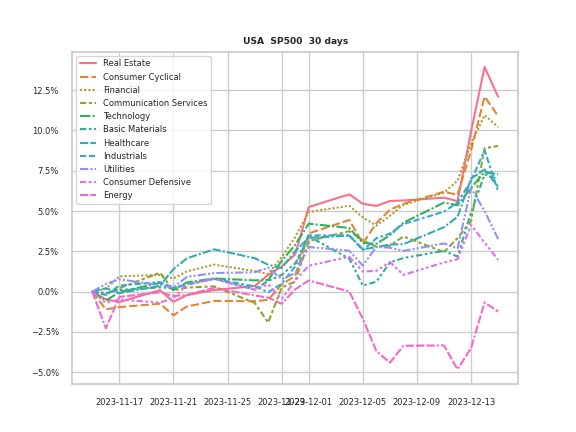 USA  SP500  30 days
Real Estate
Consumer Cyclical
Financial
Communication Services
Technology
Basic Materials
Healthcare
Industrials
Utilities
Consumer Defensive
Energy
12.5%
10.0%
7.5%
5.0%
2.5%
0.0%
−2.5%
−5.0%
2023-11-17 2023-11-21 2023-11-25 2023-11-29 2023-12-01 2023-12-05 2023-12-09 2023-12-13